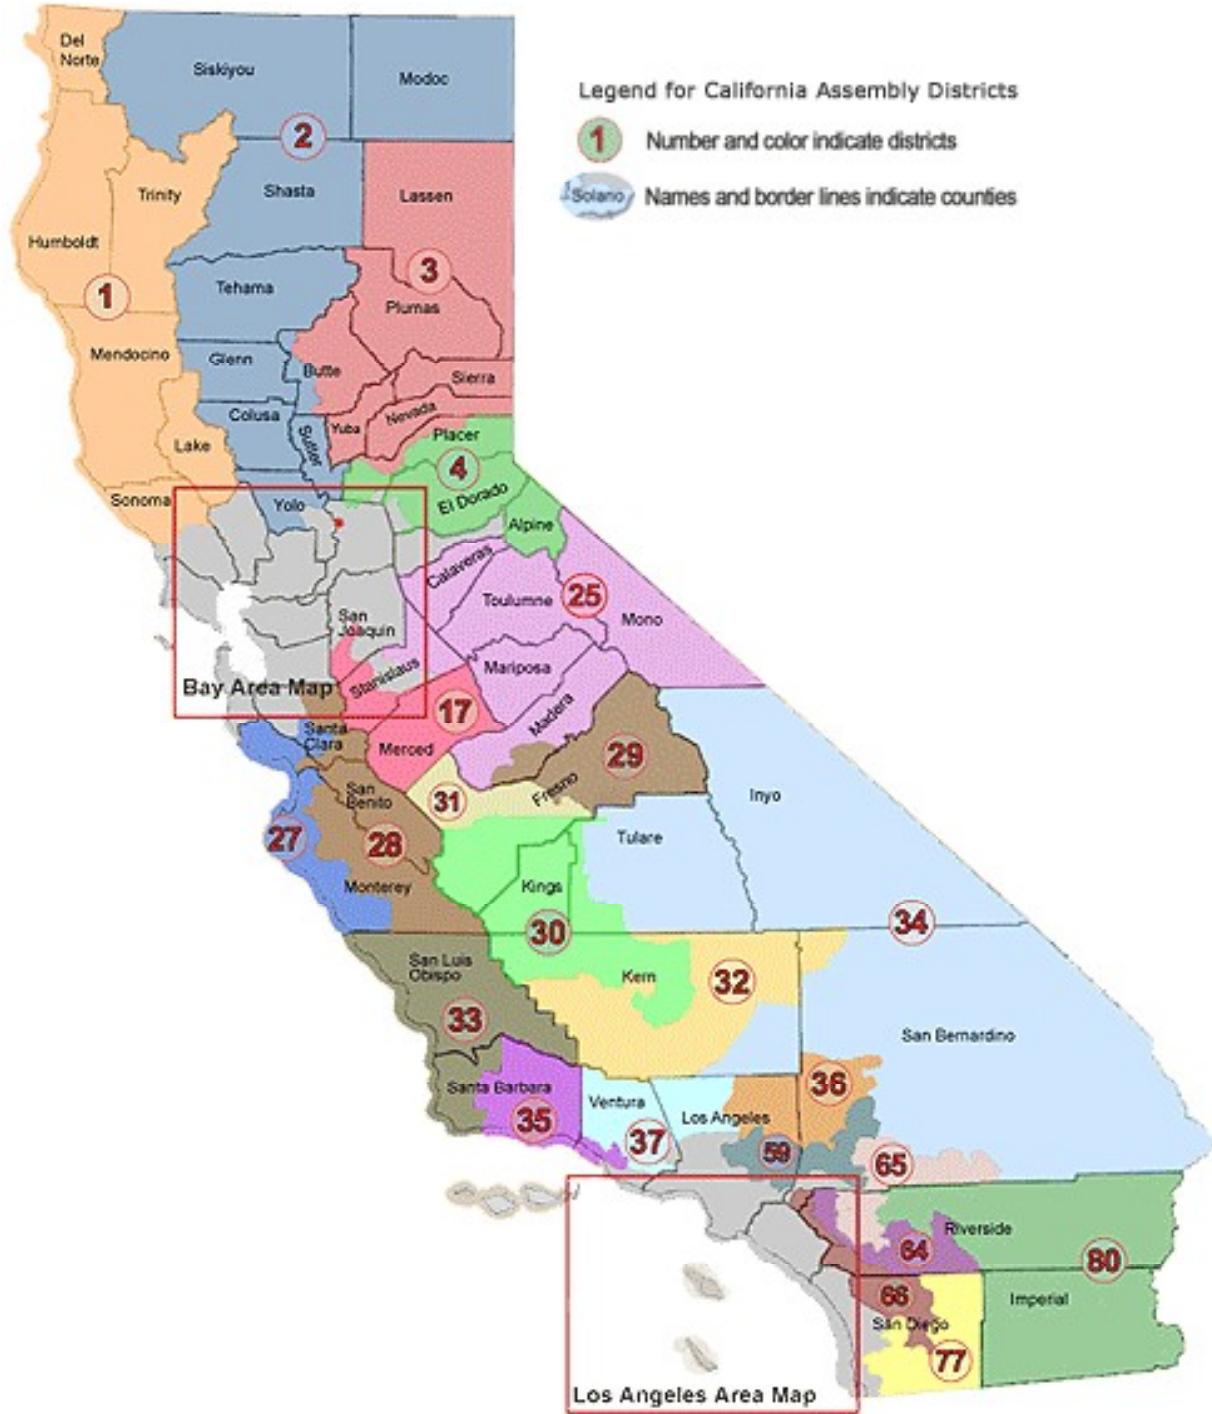 Del
Norte
Siskiyou
Modoc
Legend for California Assembly Districts
1
Number and color indicate districts
2
Trinity
Shasta
Lassen
Solano
Names and border lines indicate counties
Humboldt
3
1
Tehama
Plumas
Mendocino
Glenn
Butte
Sierra
Colusa
Sutter
Yuba
Nevada
Placer
Lake
4
Sonoma
Yolo
El Dorado
Alpine
Calaveras
25
Toulumne
Mono
San
Joaquin
Stanislaus
Mariposa
Bay Area Map
17
Madera
Santa
Clara
Merced
29
San
Benito
31
Fresno
Inyo
27
28
Tulare
Monterey
Kings
34
30
San Luis
Obispo
Kern
32
33
San Bernardino
36
Santa Barbara
35
Ventura
Los Angeles
37
59
65
Riverside
64
80
66
Imperial
San Diego
77
Los Angeles Area Map